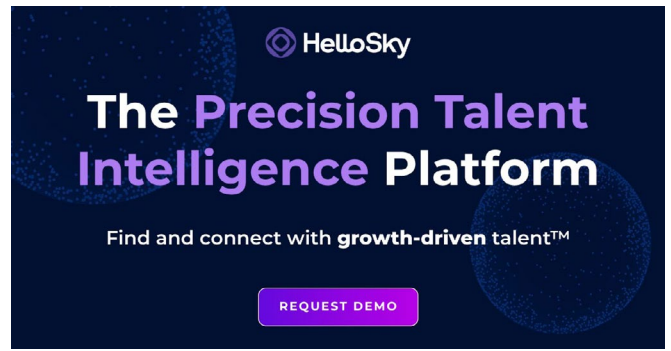 HelloSky
The Precision Talent
Intelligence Platform
Find and connect with growth-driven talent™
REQUEST DEMO